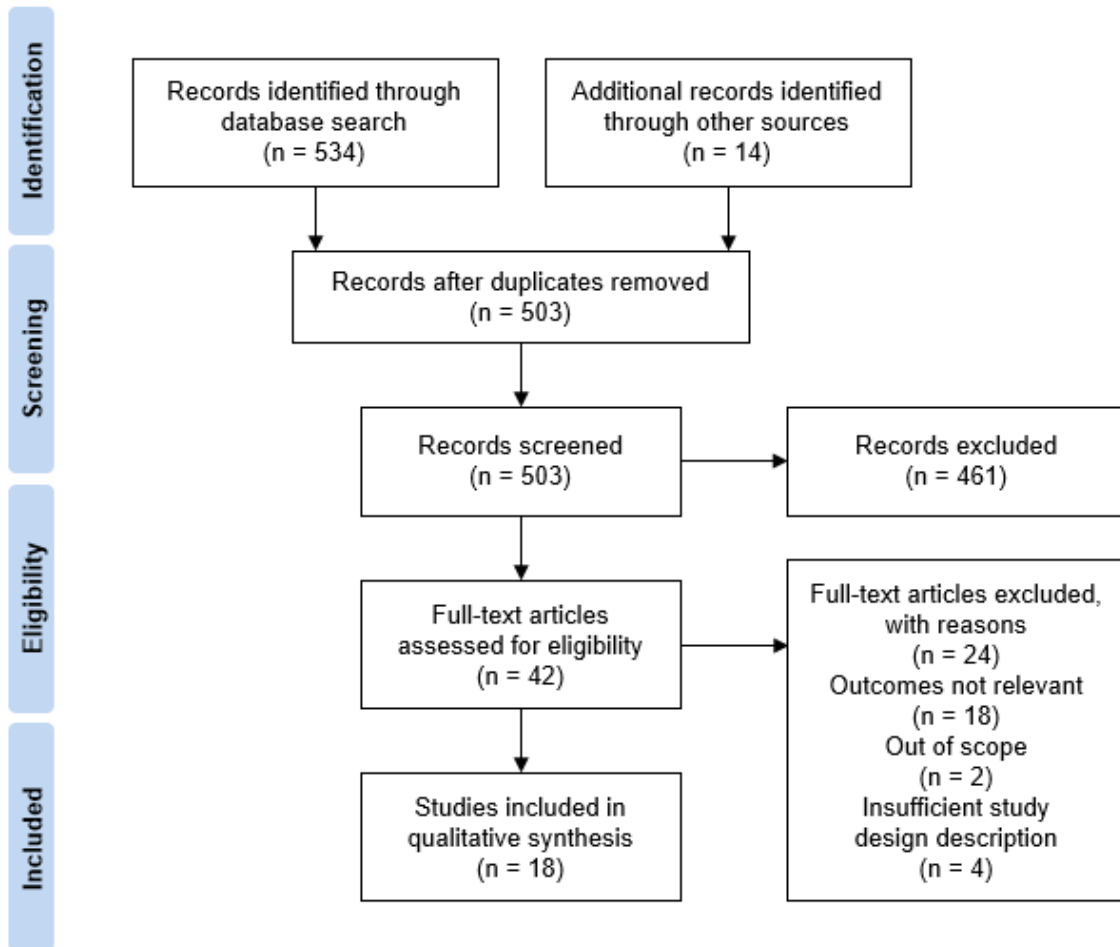 Identification
Records identified through
database search
(n = 534)
Additional records identified
through other sources
(n = 14)
Screening
Records after duplicates removed
(n = 503)
Records screened
(n = 503)
Records excluded
(n = 461)
Eligibility
Full-text articles
assessed for eligibility
(n = 42)
Full-text articles excluded,
with reasons
(n = 24)
Outcomes not relevant
(n = 18)
Out of scope
(n = 2)
Insufficient study
design description
(n = 4)
Included
Studies included in
qualitative synthesis
(n = 18)